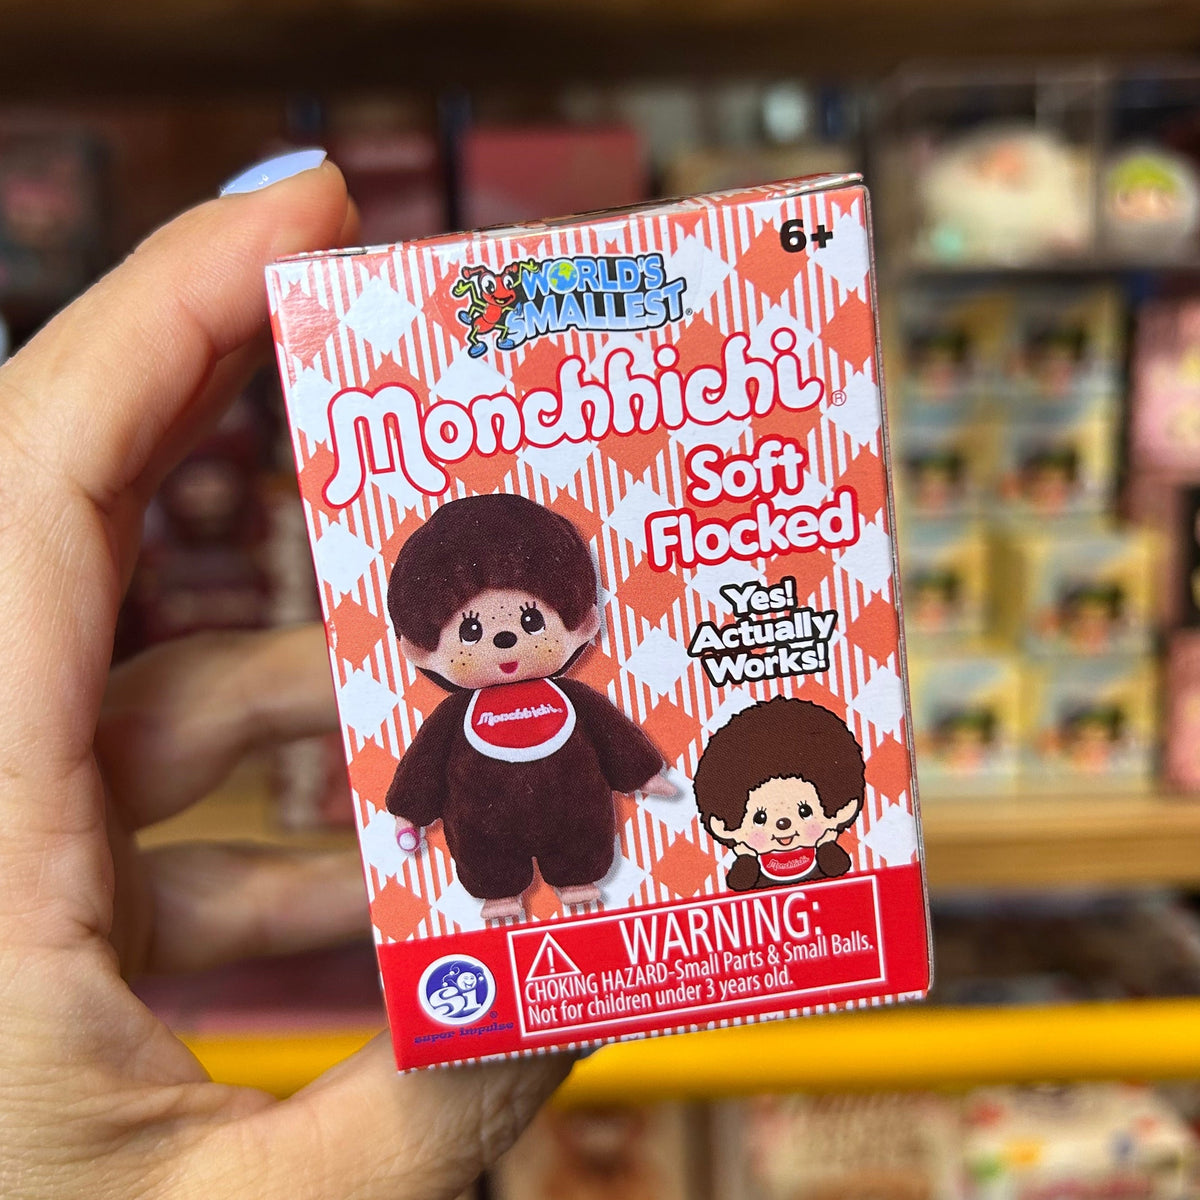 6+
WORLD'S
SMALLEST®
Monchhichi®
Soft
Flocked
Yes!
Actually
Works!
Monchhichi
Monchhichi
WARNING:
CHOKING HAZARD-Small Parts & Small Balls.
Not for children under 3 years old.
Si®
super impulse